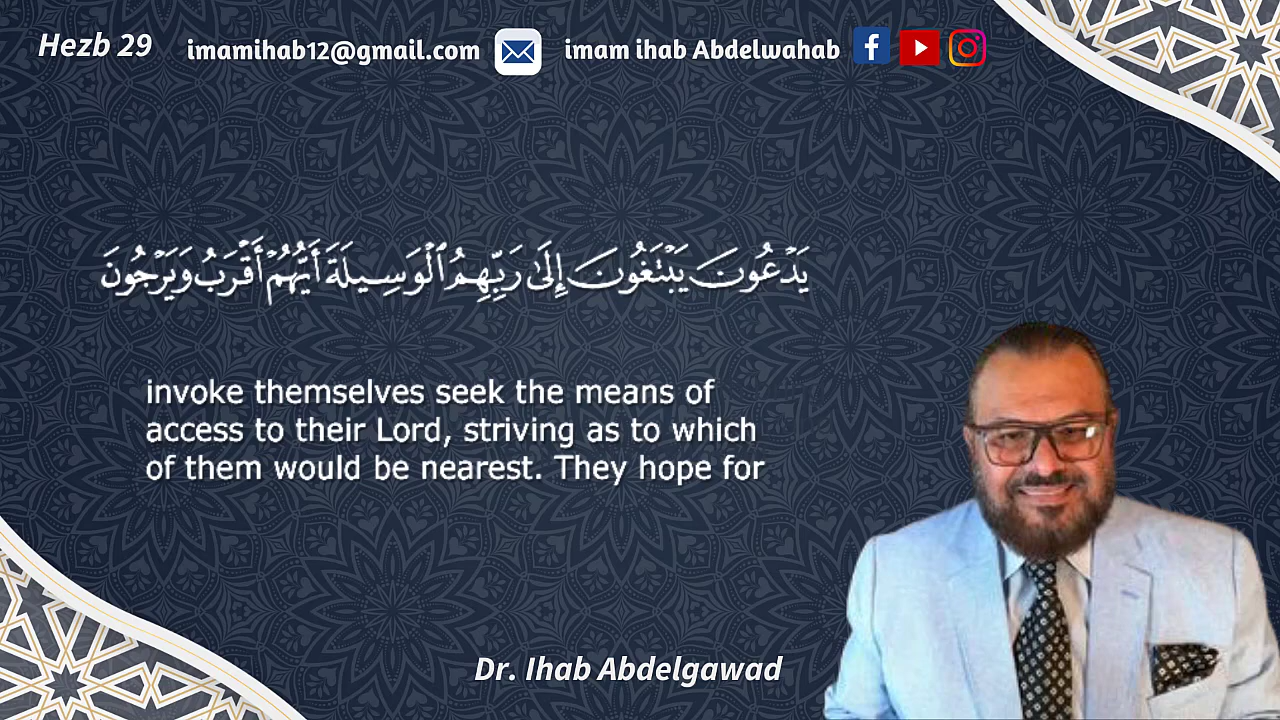 Hezb 29
imamihab12@gmail.com
imam ihab Abdelwahab
يَدْعُونَ يَبْتَغُونَ إِلَىٰ رَبِّهِمُ ٱلْوَسِيلَةَ أَيُّهُمْ أَقْرَبُ وَيَرْجُونَ
invoke themselves seek the means of
access to their Lord, striving as to which
of them would be nearest. They hope for
Dr. Ihab Abdelgawad